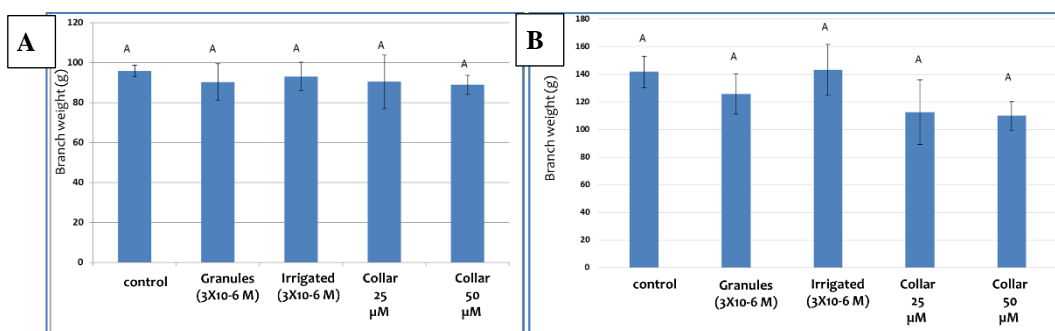 A
Branch weight (g)
120
100
80
60
40
20
0
A
A
A
A
A
control
Granules
(3X10-6 M)
Irrigated
(3X10-6 M)
Collar
25
µM
Collar
50
µM
B
Branch weight (g)
180
160
140
120
100
80
60
40
20
0
A
A
A
A
A
control
Granules
(3X10-6 M)
Irrigated
(3X10-6 M)
Collar
25
µM
Collar
50
µM